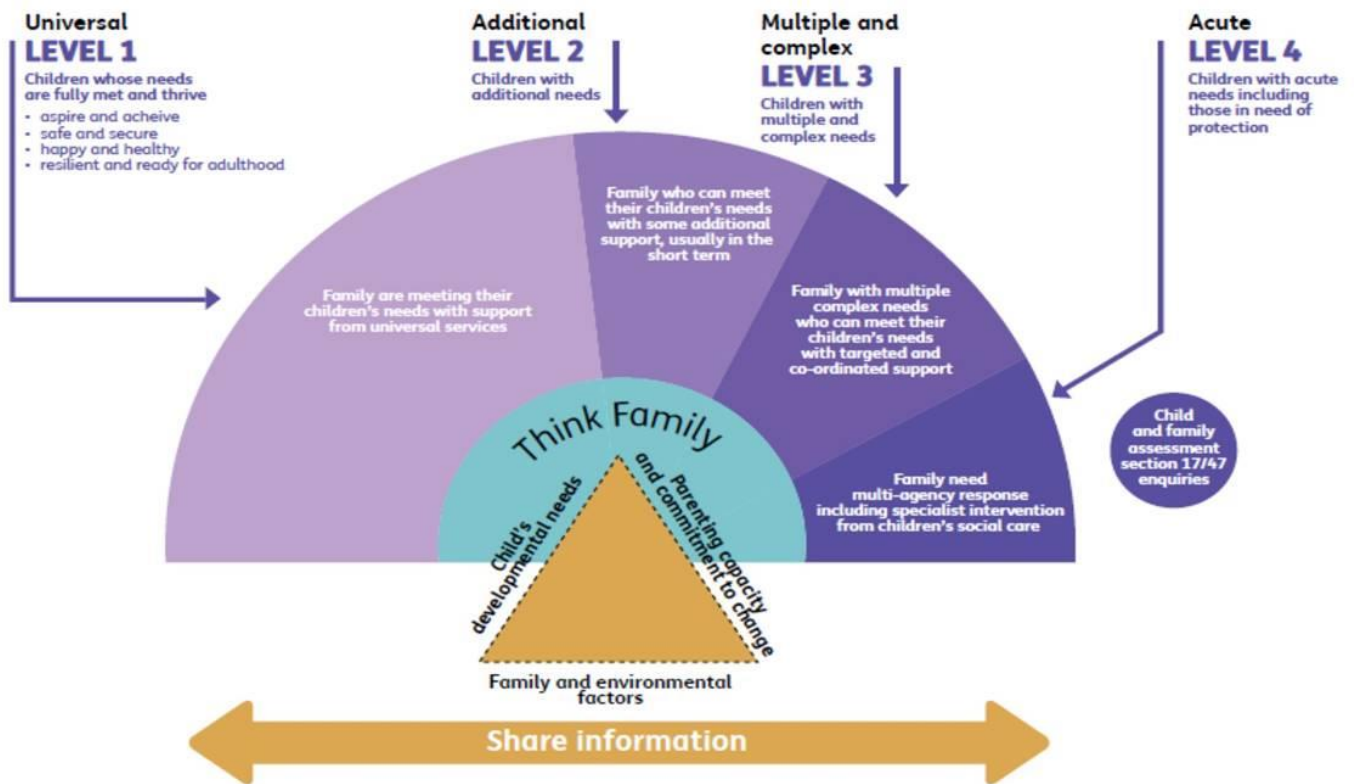 Universal
LEVEL 1
Children whose needs
are fully met and thrive
• aspire and acheive
• safe and secure
• happy and healthy
• resilient and ready for adulthood
Additional
LEVEL 2
Children with
additional needs
Multiple and
complex
LEVEL 3
Children with
multiple and
complex needs
Acute
LEVEL 4
Children with acute
needs including
those in need of
protection
Family are meeting their
children's needs with support
from universal services
Family who can meet
their children's needs
with some additional
support, usually in the
short term
Family with multiple
complex needs
who can meet their
children's needs
with targeted and
co-ordinated support
Family need
multi-agency response
including specialist intervention
from children's social care
Child
and family
assessment
section 17/47
enquiries
Think Family
Child's
developmental needs
Parenting capacity
and commitment to change
Family and environmental
factors
Share information